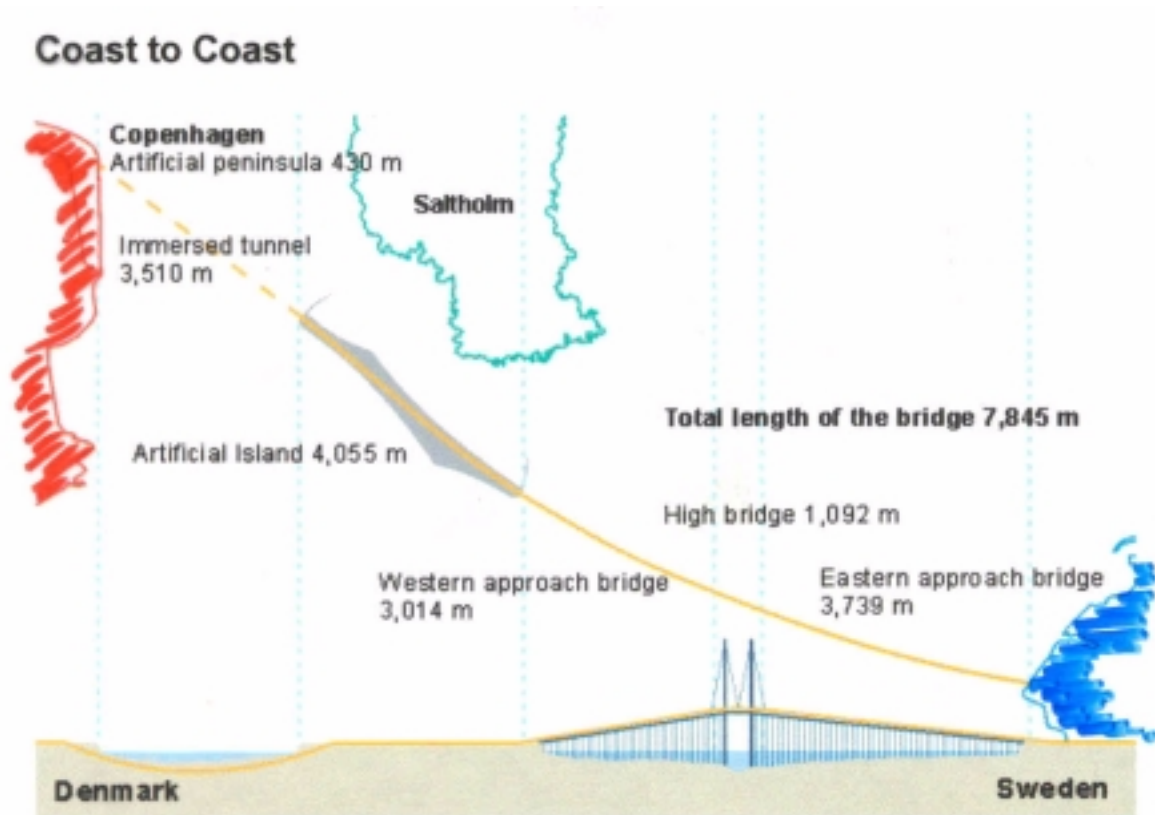 Coast to Coast
Copenhagen
Artificial peninsula 430 m
Saltholm
Immersed tunnel
3,510 m
Total length of the bridge 7,845 m
Artificial Island 4,055 m
High bridge 1,092 m
Western approach bridge
3,014 m
Eastern approach bridge
3,739 m
Denmark
Sweden